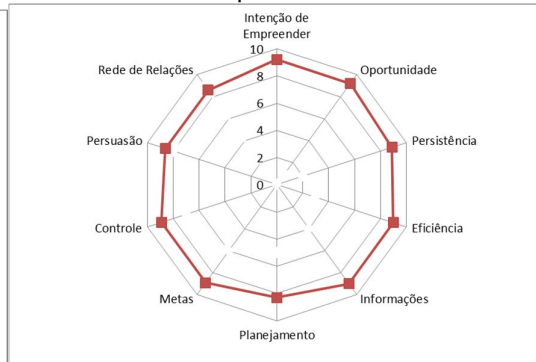 Intenção de
Empreender
10
Rede de Relações
Oportunidade
8
6
Persuasão
Persistência
4
2
0
Controle
Eficiência
Metas
Informações
Planejamento